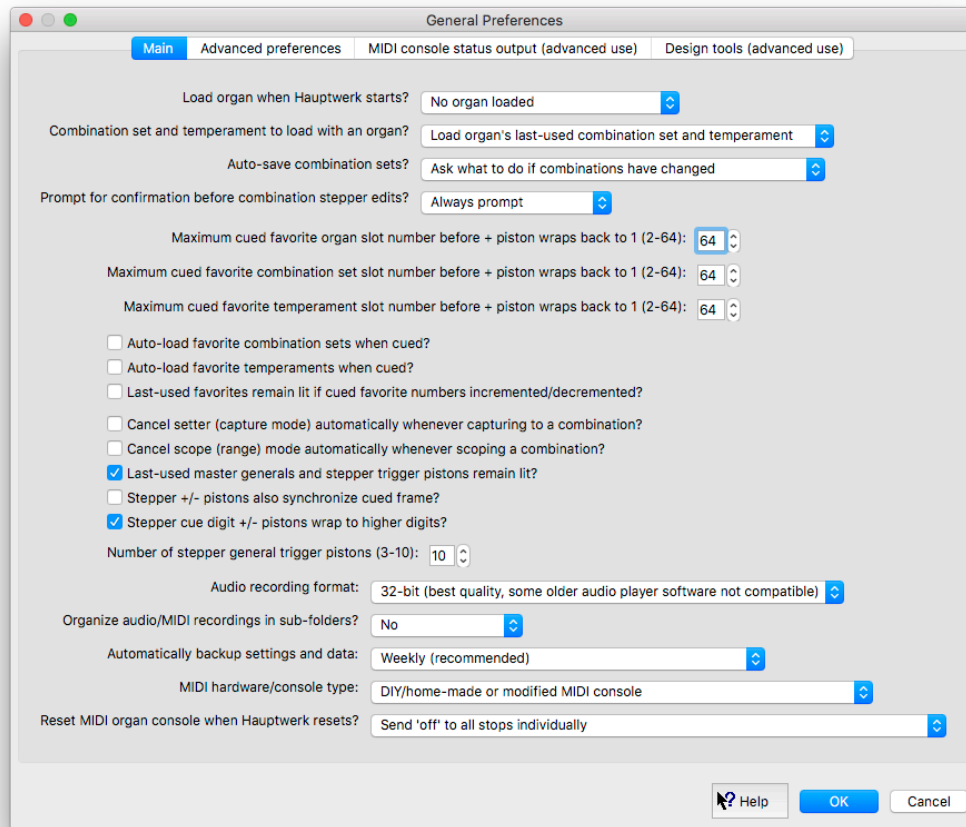 General Preferences
Main Advanced preferences MIDI console status output (advanced use) Design tools (advanced use)
Load organ when Hauptwerk starts? No organ loaded
Combination set and temperament to load with an organ? Load organ's last-used combination set and temperament
Auto-save combination sets? Ask what to do if combinations have changed
Prompt for confirmation before combination stepper edits? Always prompt
Maximum cued favorite organ slot number before + piston wraps back to 1 (2-64): 64
Maximum cued favorite combination set slot number before + piston wraps back to 1 (2-64): 64
Maximum cued favorite temperament slot number before + piston wraps back to 1 (2-64): 64
Auto-load favorite combination sets when cued?
Auto-load favorite temperaments when cued?
Last-used favorites remain lit if cued favorite numbers incremented/decremented?
Cancel setter (capture mode) automatically whenever capturing to a combination?
Cancel scope (range) mode automatically whenever scoping a combination?
Last-used master generals and stepper trigger pistons remain lit?
Stepper +/- pistons also synchronize cued frame?
Stepper cue digit +/- pistons wrap to higher digits?
Number of stepper general trigger pistons (3-10): 10
Audio recording format: 32-bit (best quality, some older audio player software not compatible)
Organize audio/MIDI recordings in sub-folders? No
Automatically backup settings and data: Weekly (recommended)
MIDI hardware/console type: DIY/home-made or modified MIDI console
Reset MIDI organ console when Hauptwerk resets? Send 'off' to all stops individually
? Help OK Cancel